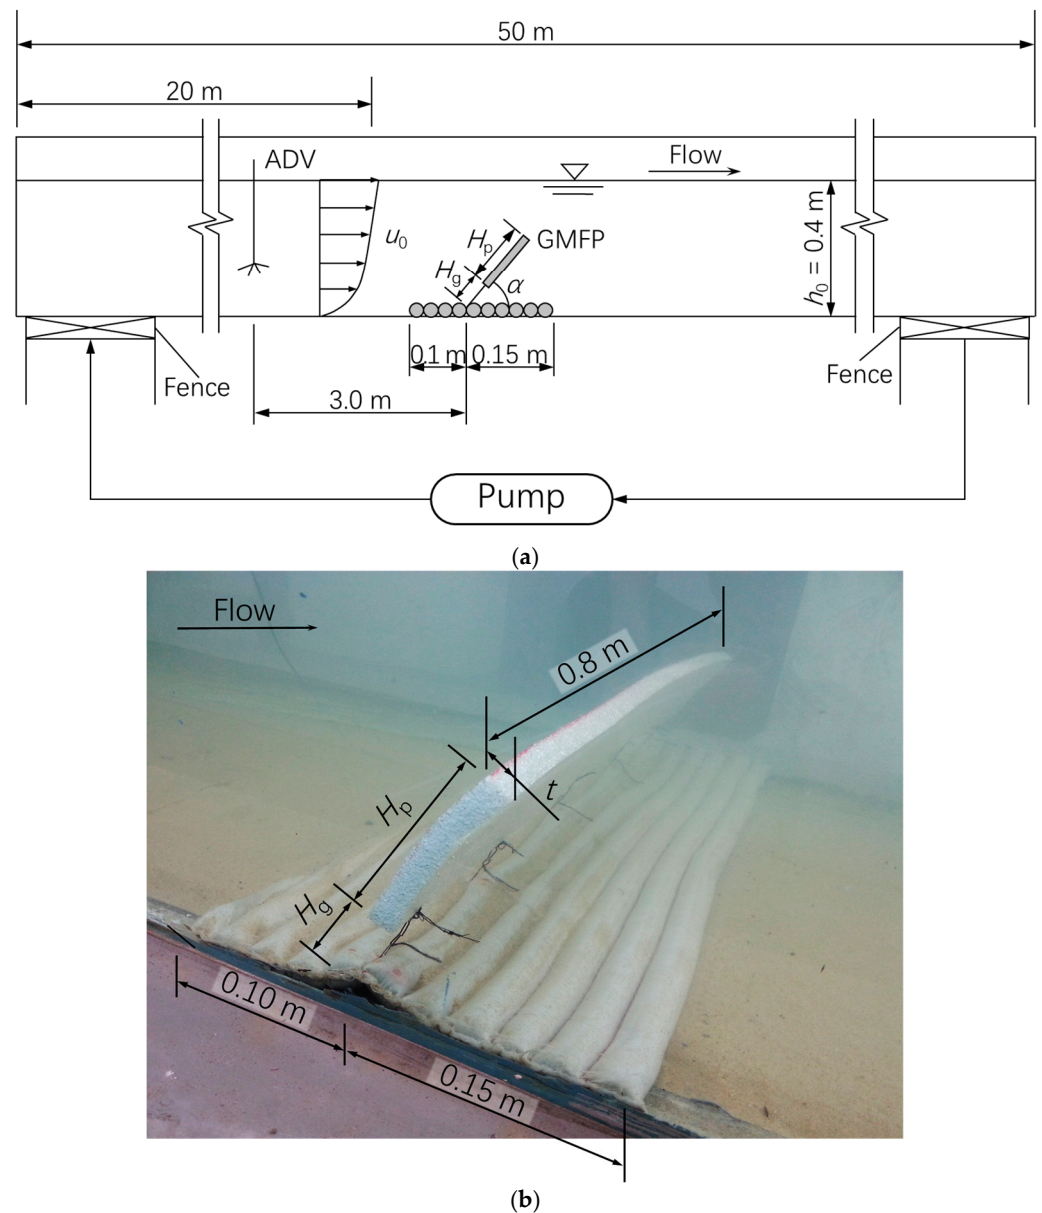 50 m
20 m
ADV
Flow
u0
Hp
GMFP
Hg
α
h0 = 0.4 m
0.1 m
0.15 m
Fence
Fence
3.0 m
Pump
(a)
Flow
0.8 m
t
Hp
Hg
0.10 m
0.15 m
(b)